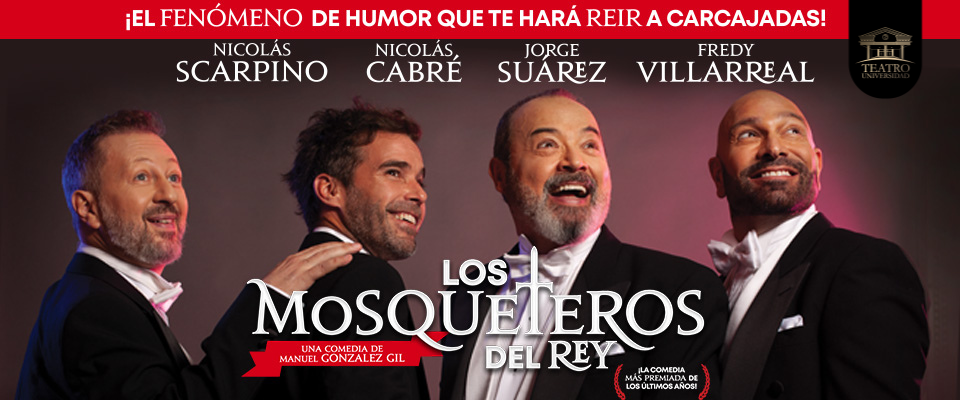 ¡EL FENÓMENO DE HUMOR QUE TE HARÁ REIR A CARCAJADAS!
NICOLÁS
SCARPINO
NICOLÁS
CABRÉ
JORGE
SUÁREZ
FREDY
VILLARREAL
TEATRO
UNIVERSIDAD
LOS
MOSQUETEROS
DEL REY
UNA COMEDIA DE
MANUEL GONZÁLEZ GIL
¡LA COMEDIA
MÁS PREMIADA DE
LOS ÚLTIMOS AÑOS!